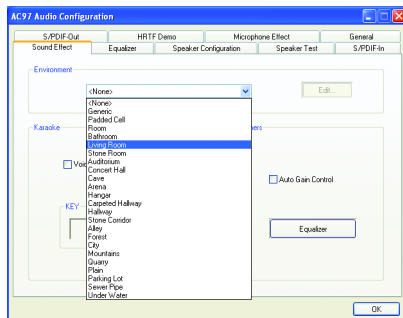 AC97 Audio Configuration
S/PDIF-Out HRTF Demo Microphone Effect General
Sound Effect Equalizer Speaker Configuration Speaker Test S/PDIF-In
Environment
<None> Edit...
<None>
Generic
Padded Cell
Room
Bathroom
Living Room
Stone Room
Auditorium
Concert Hall
Cave
Arena
Hangar
Carpeted Hallway
Hallway
Stone Corridor
Alley
Forest
City
Mountains
Quarry
Plain
Parking Lot
Sewer Pipe
Under Water
Karaoke
Voic
KEY
ers
Auto Gain Control
Equalizer
OK